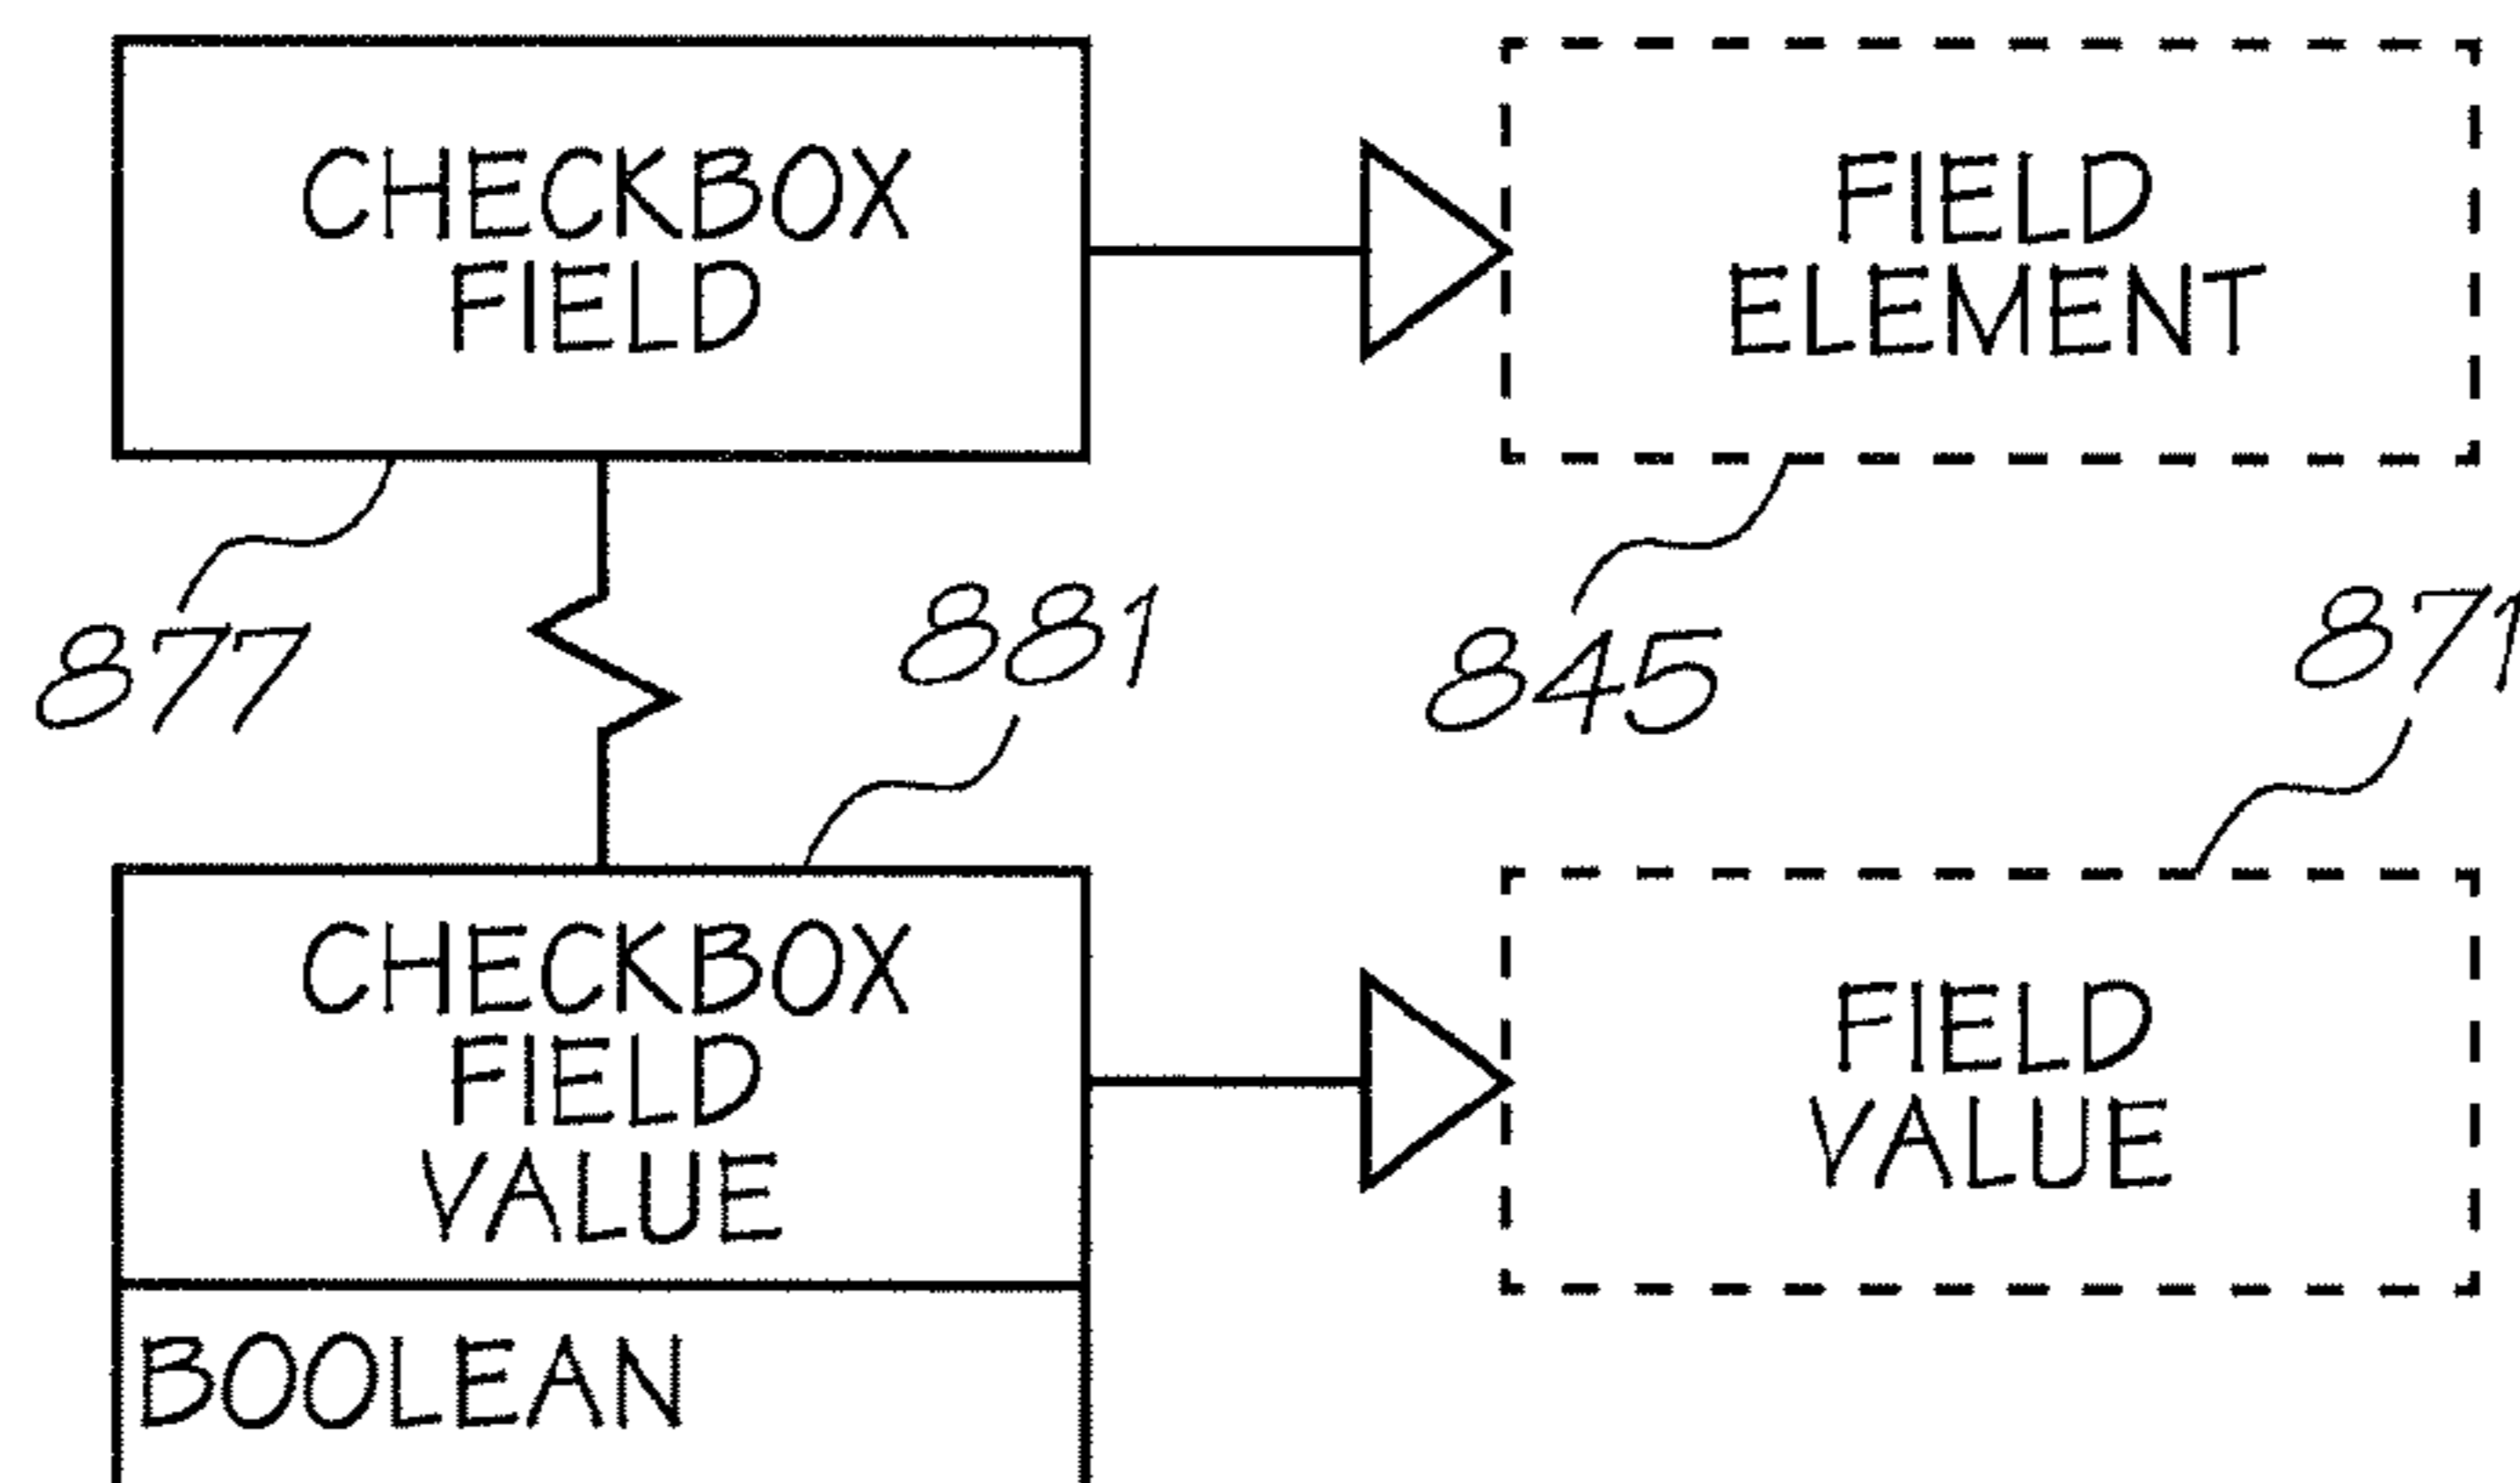 CHECKBOX
FIELD
FIELD
ELEMENT
877
881
845
871
CHECKBOX
FIELD
VALUE
FIELD
VALUE
BOOLEAN